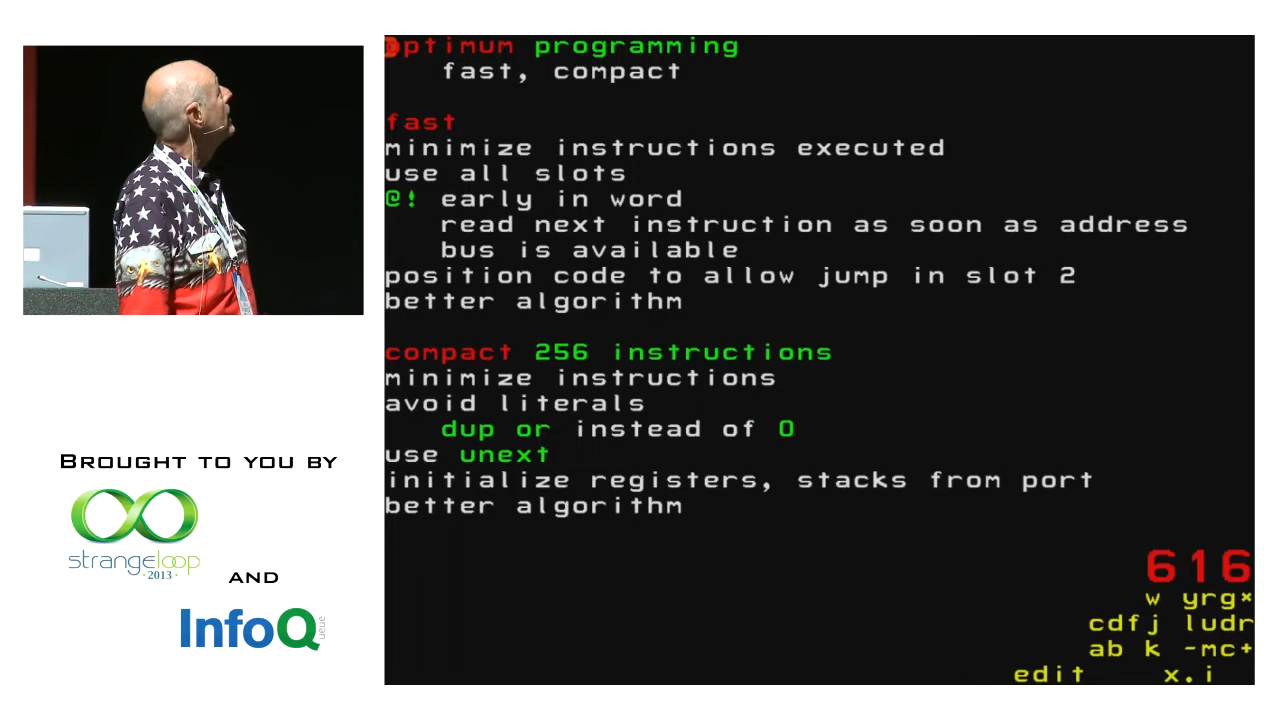 optimum programming
fast, compact
fast
minimize instructions executed
use all slots
@! early in word
read next instruction as soon as address
bus is available
position code to allow jump in slot 2
better algorithm
compact 256 instructions
minimize instructions
avoid literals
dup or instead of 0
use unext
initialize registers, stacks from port
better algorithm
616
w yrg*
cdfj ludr
ab k -mc+
edit x.i
BROUGHT TO YOU BY
strangeloop
·2013·
AND
InfoQ
ueue